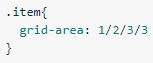 .item{
  grid-area: 1/2/3/3
}